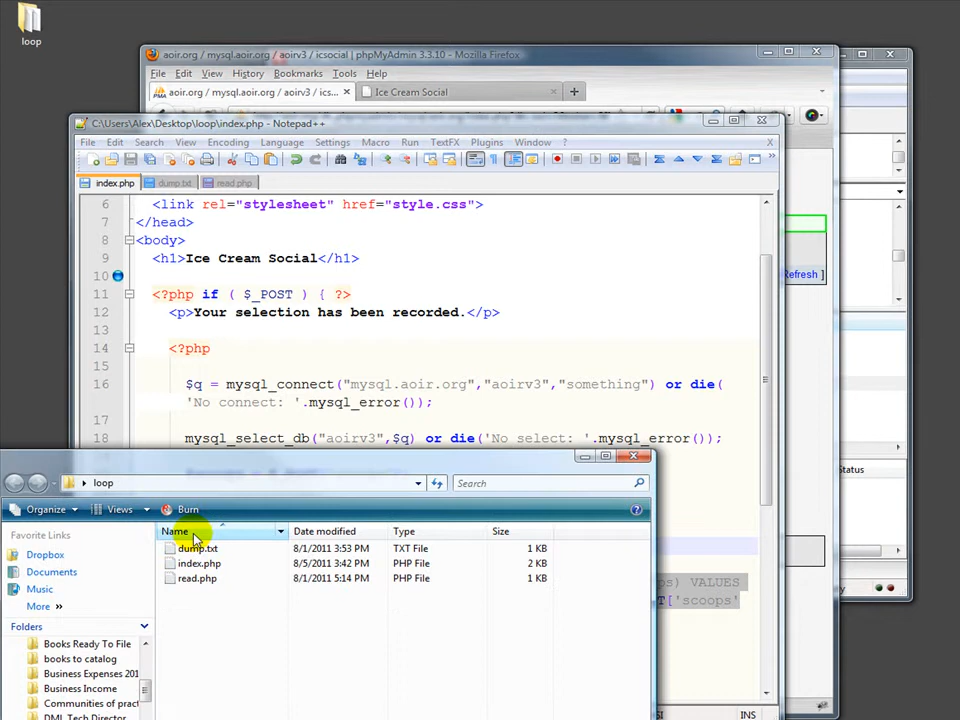 loop
aoir.org / mysql.aoir.org / aoirv3 / icsocial | phpMyAdmin 3.3.10 - Mozilla Firefox
File Edit View History Bookmarks Tools Help
aoir.org / mysql.aoir.org / aoirv3 / ics...
Ice Cream Social
C:\Users\Alex\Desktop\loop\index.php - Notepad++
File Edit Search View Encoding Language Settings Macro Run TextFX Plugins Window ? X
index.php dump.txt read.php
6 <link rel="stylesheet" href="style.css">
7 </head>
8 <body>
9 <h1>Ice Cream Social</h1>
10
11 <?php if ( $_POST ) { ?>
12 <p>Your selection has been recorded.</p>
13
14 <?php
15
16 $q = mysql_connect("mysql.aoir.org","aoirv3","something") or die(
'No connect: '.mysql_error());
17
18 mysql_select_db("aoirv3",$q) or die('No select: '.mysql_error());
Refresh ]
Status
loop
Search
Organize Views Burn
Favorite Links
Dropbox
Documents
Music
More »
Folders
Books Ready To File
books to catalog
Business Expenses 201
Business Income
Communities of prac
DML Tech Director
Name Date modified Type Size
dump.txt 8/1/2011 3:53 PM TXT File 1 KB
index.php 8/5/2011 3:42 PM PHP File 2 KB
read.php 8/1/2011 5:14 PM PHP File 1 KB
s) VALUES
T['scoops'
INS